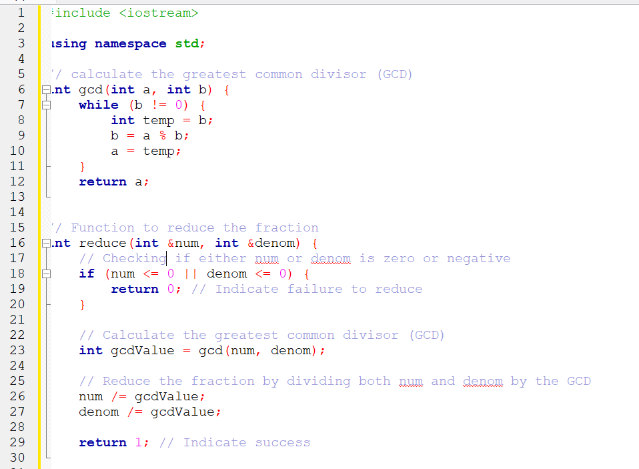 1 #include <iostream>
2
3 using namespace std;
4
5 // calculate the greatest common divisor (GCD)
6 int gcd(int a, int b) {
7 while (b != 0) {
8 int temp = b;
9 b = a % b;
10 a = temp;
11 }
12 return a;
13
14
15 // Function to reduce the fraction
16 int reduce(int &num, int &denom) {
17 // Checking if either num or denom is zero or negative
18 if (num <= 0 || denom <= 0) {
19 return 0; // Indicate failure to reduce
20 }
21
22 // Calculate the greatest common divisor (GCD)
23 int gcdValue = gcd(num, denom);
24
25 // Reduce the fraction by dividing both num and denom by the GCD
26 num /= gcdValue;
27 denom /= gcdValue;
28
29 return 1; // Indicate success
30